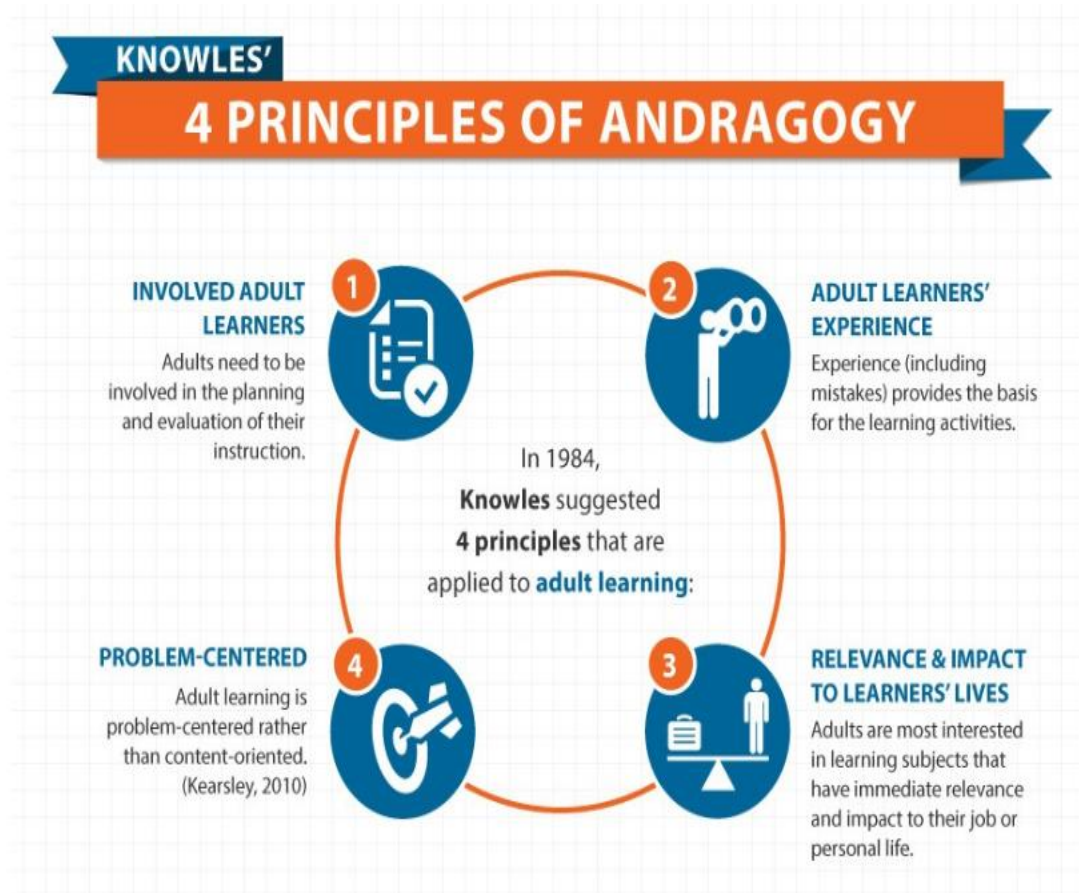 KNOWLES'
4 PRINCIPLES OF ANDRAGOGY
1
INVOLVED ADULT
LEARNERS
Adults need to be
involved in the planning
and evaluation of their
instruction.
2
ADULT LEARNERS'
EXPERIENCE
Experience (including
mistakes) provides the basis
for the learning activities.
In 1984,
Knowles suggested
4 principles that are
applied to adult learning:
3
RELEVANCE & IMPACT
TO LEARNERS' LIVES
Adults are most interested
in learning subjects that
have immediate relevance
and impact to their job or
personal life.
4
PROBLEM-CENTERED
Adult learning is
problem-centered rather
than content-oriented.
(Kearsley, 2010)